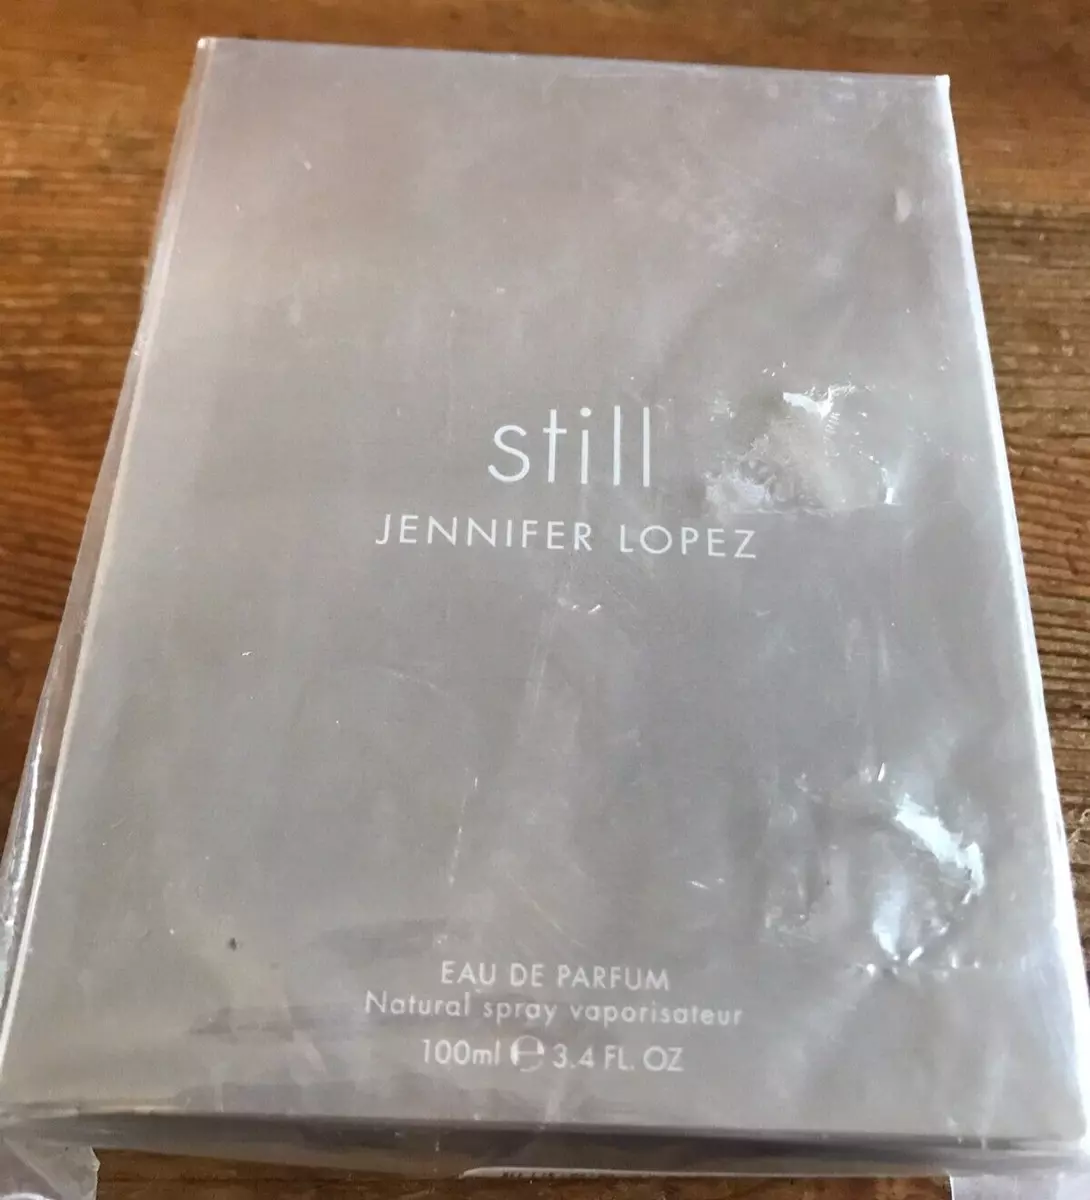 still
JENNIFER LOPEZ
EAU DE PARFUM
Natural spray vaporisateur
100ml ℮ 3.4 FL. OZ